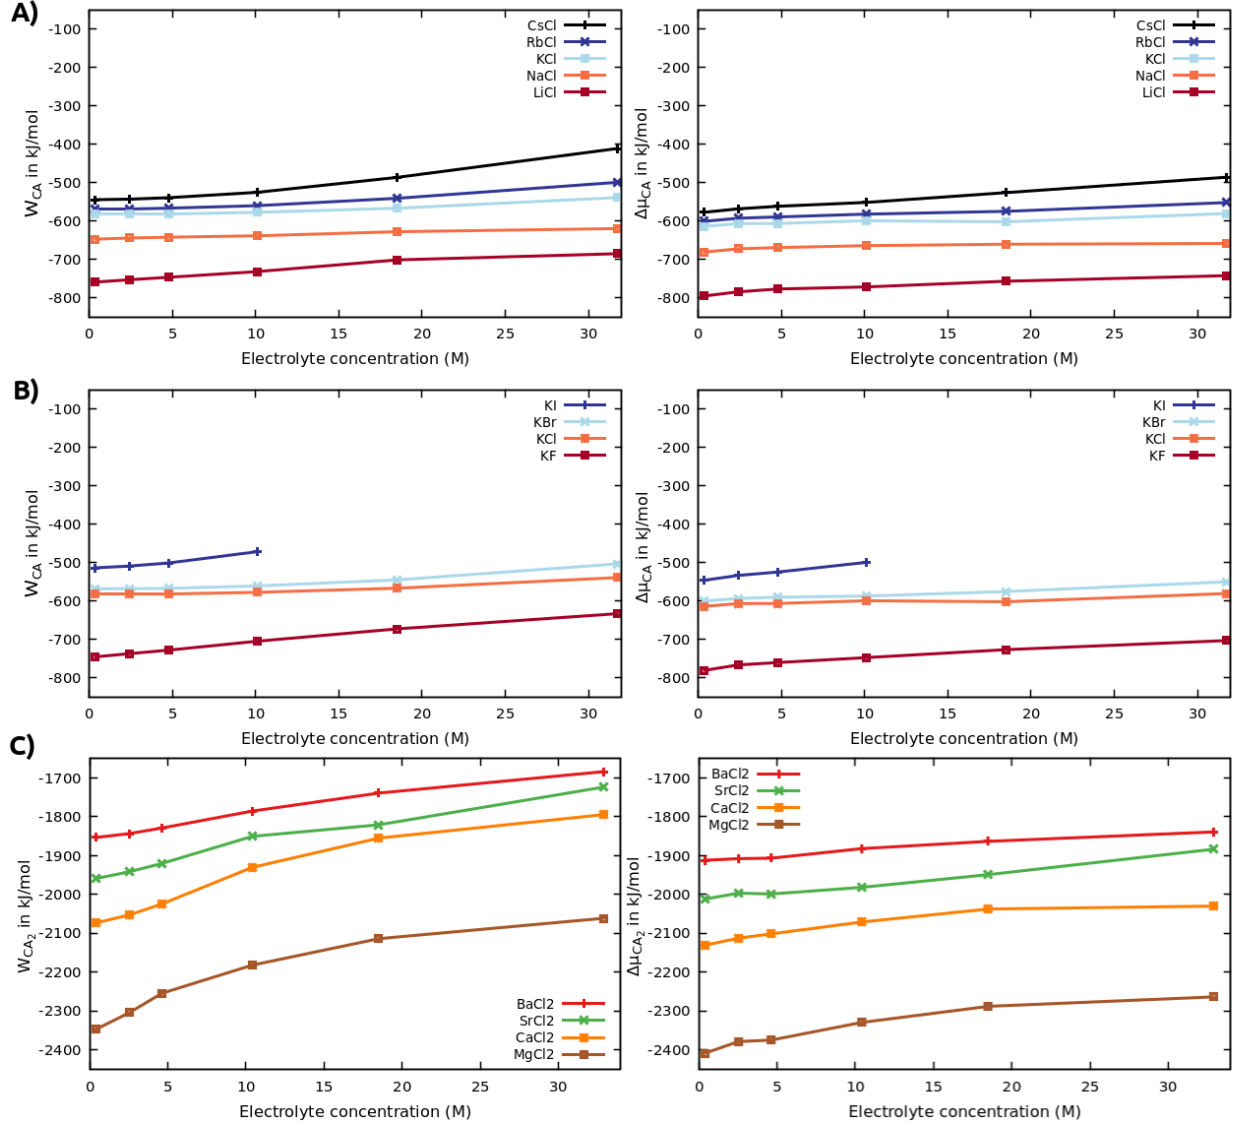 A)
-100
-200
-300
-400
-500
-600
-700
-800
W_CA in kJ/mol
CsCl
RbCl
KCl
NaCl
LiCl
0 5 10 15 20 25 30
Electrolyte concentration (M)
-100
-200
-300
-400
-500
-600
-700
-800
Δμ_CA in kJ/mol
CsCl
RbCl
KCl
NaCl
LiCl
0 5 10 15 20 25 30
Electrolyte concentration (M)
B)
-100
-200
-300
-400
-500
-600
-700
-800
W_CA in kJ/mol
KI
KBr
KCl
KF
0 5 10 15 20 25 30
Electrolyte concentration (M)
-100
-200
-300
-400
-500
-600
-700
-800
Δμ_CA in kJ/mol
KI
KBr
KCl
KF
0 5 10 15 20 25 30
Electrolyte concentration (M)
C)
-1700
-1800
-1900
-2000
-2100
-2200
-2300
-2400
W_CA₂ in kJ/mol
BaCl2
SrCl2
CaCl2
MgCl2
0 5 10 15 20 25 30
Electrolyte concentration (M)
-1700
-1800
-1900
-2000
-2100
-2200
-2300
-2400
Δμ_CA₂ in kJ/mol
BaCl2
SrCl2
CaCl2
MgCl2
0 5 10 15 20 25 30
Electrolyte concentration (M)